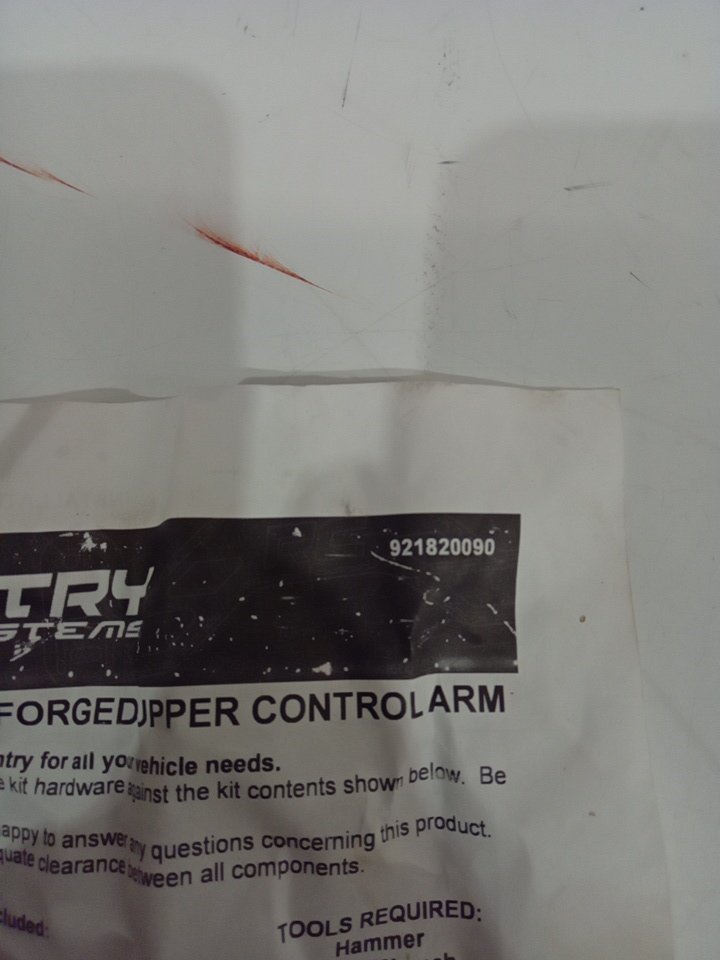 921820090
TRY
STEMS
FORGED UPPER CONTROL ARM
ntry for all your vehicle needs.
e kit hardware against the kit contents shown below. Be
appy to answer any questions concerning this product.
quate clearance between all components.
cluded:
TOOLS REQUIRED:
Hammer